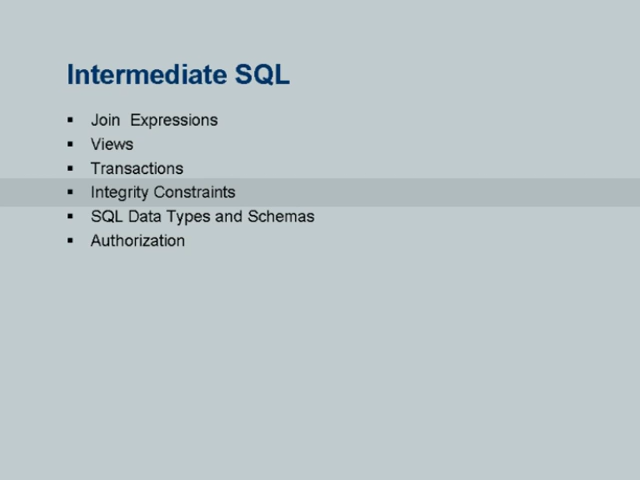 Intermediate SQL
▪ Join  Expressions
▪ Views
▪ Transactions
▪ Integrity Constraints
▪ SQL Data Types and Schemas
▪ Authorization